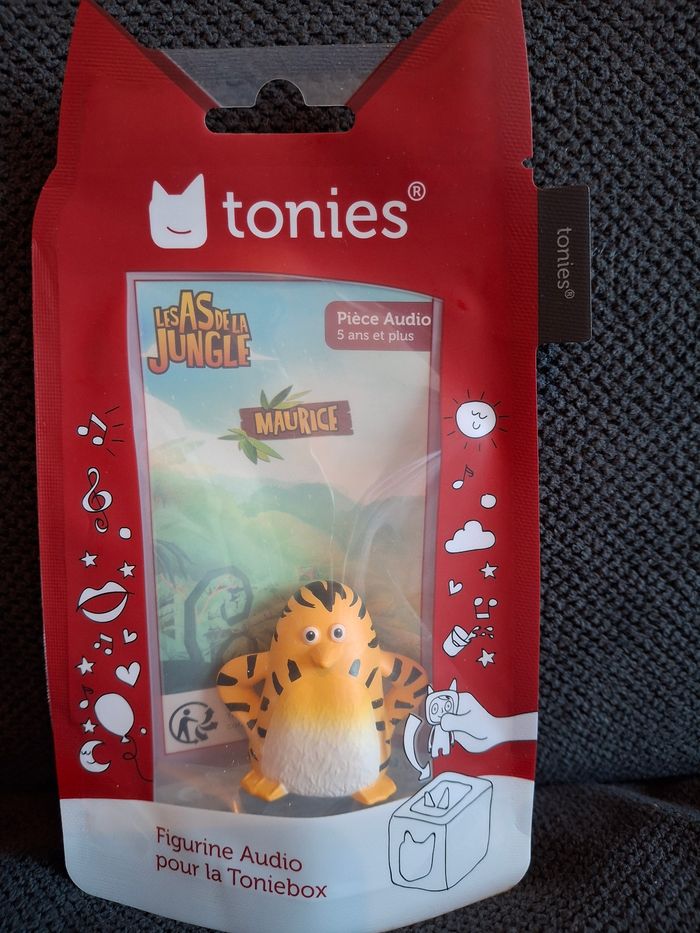 tonies®
tonies®
LES AS DE LA
JUNGLE
Pièce Audio
5 ans et plus
MAURICE
Figurine Audio
pour la Toniebox